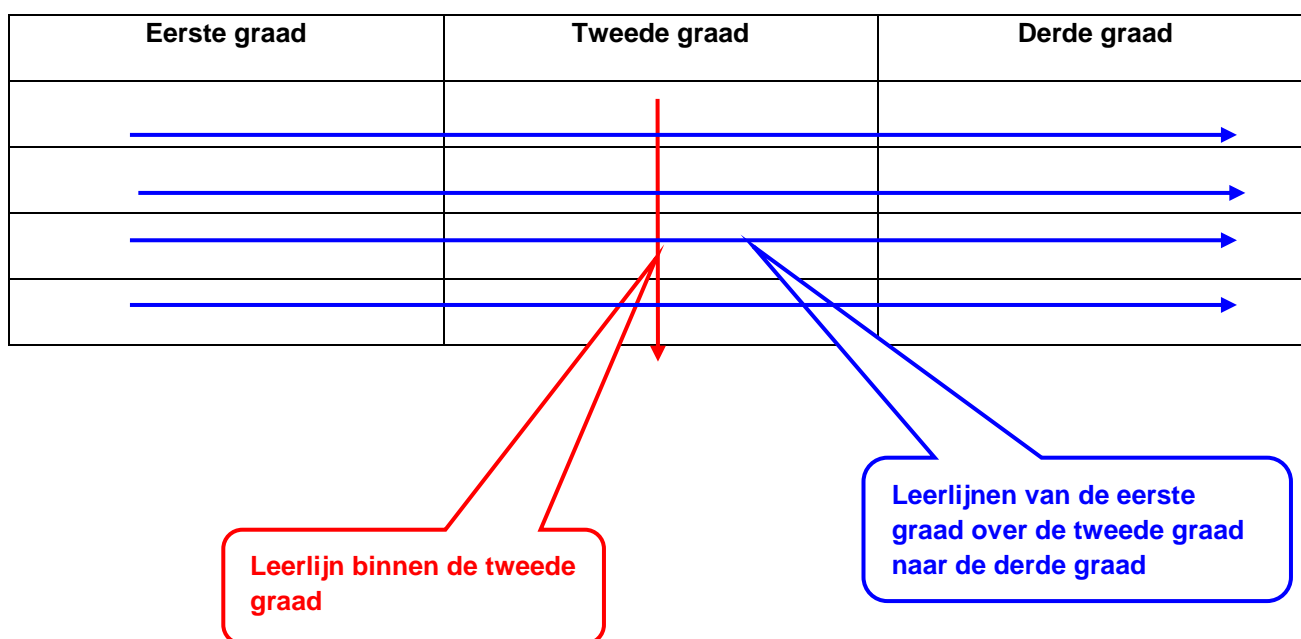 Eerste graad
Tweede graad
Derde graad
Leerlijnen van de eerste
graad over de tweede graad
naar de derde graad
Leerlijn binnen de tweede
graad